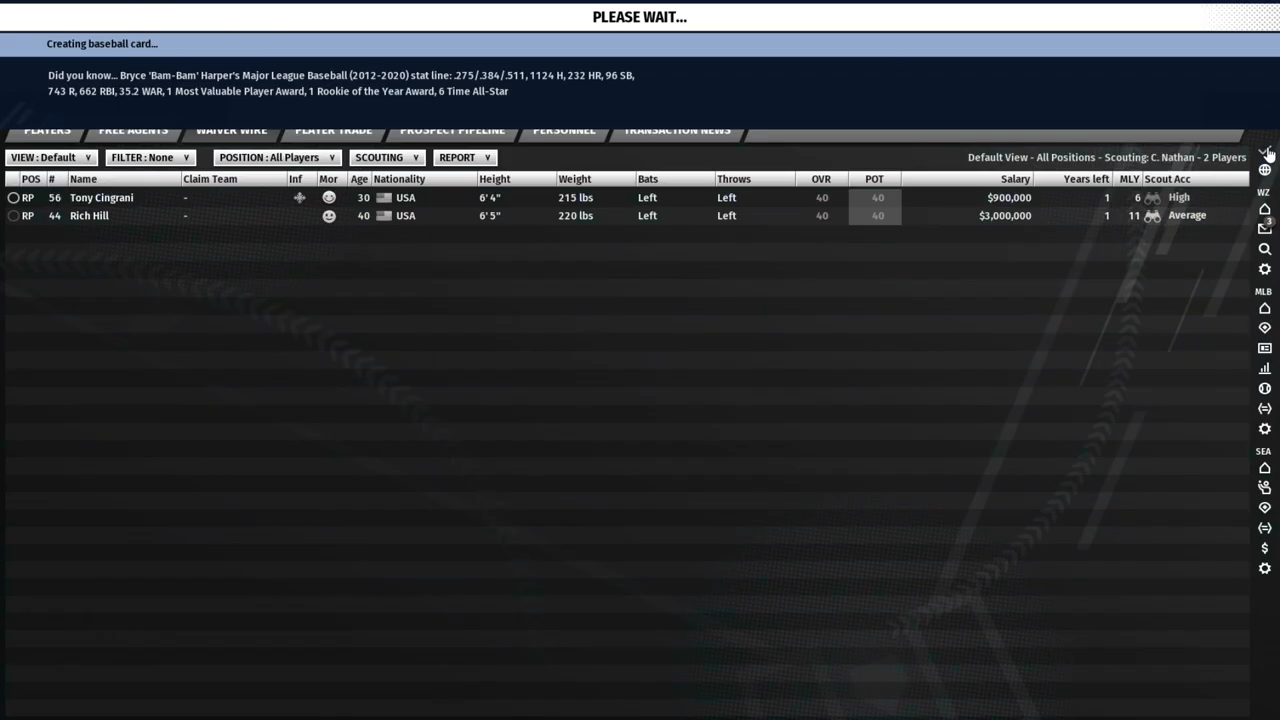 PLEASE WAIT...
Creating baseball card...
Did you know... Bryce 'Bam-Bam' Harper's Major League Baseball (2012-2020) stat line: .275/.384/.511, 1124 H, 232 HR, 96 SB,
743 R, 662 RBI, 35.2 WAR, 1 Most Valuable Player Award, 1 Rookie of the Year Award, 6 Time All-Star
PLAYERS FREE AGENTS WAIVER WIRE PLAYER TRADE PROSPECT PIPELINE PERSONNEL TRANSACTION NEWS
VIEW : Default FILTER : None POSITION : All Players SCOUTING REPORT Default View - All Positions - Scouting: C. Nathan - 2 Players
POS # Name Claim Team Inf Mor Age Nationality Height Weight Bats Throws OVR POT Salary Years left MLY Scout Acc
RP 56 Tony Cingrani - 30 USA 6' 4" 215 lbs Left Left 40 40 $900,000 1 6 High
RP 44 Rich Hill - 40 USA 6' 5" 220 lbs Left Left 40 40 $3,000,000 1 11 Average
WZ
3
MLB
SEA
$